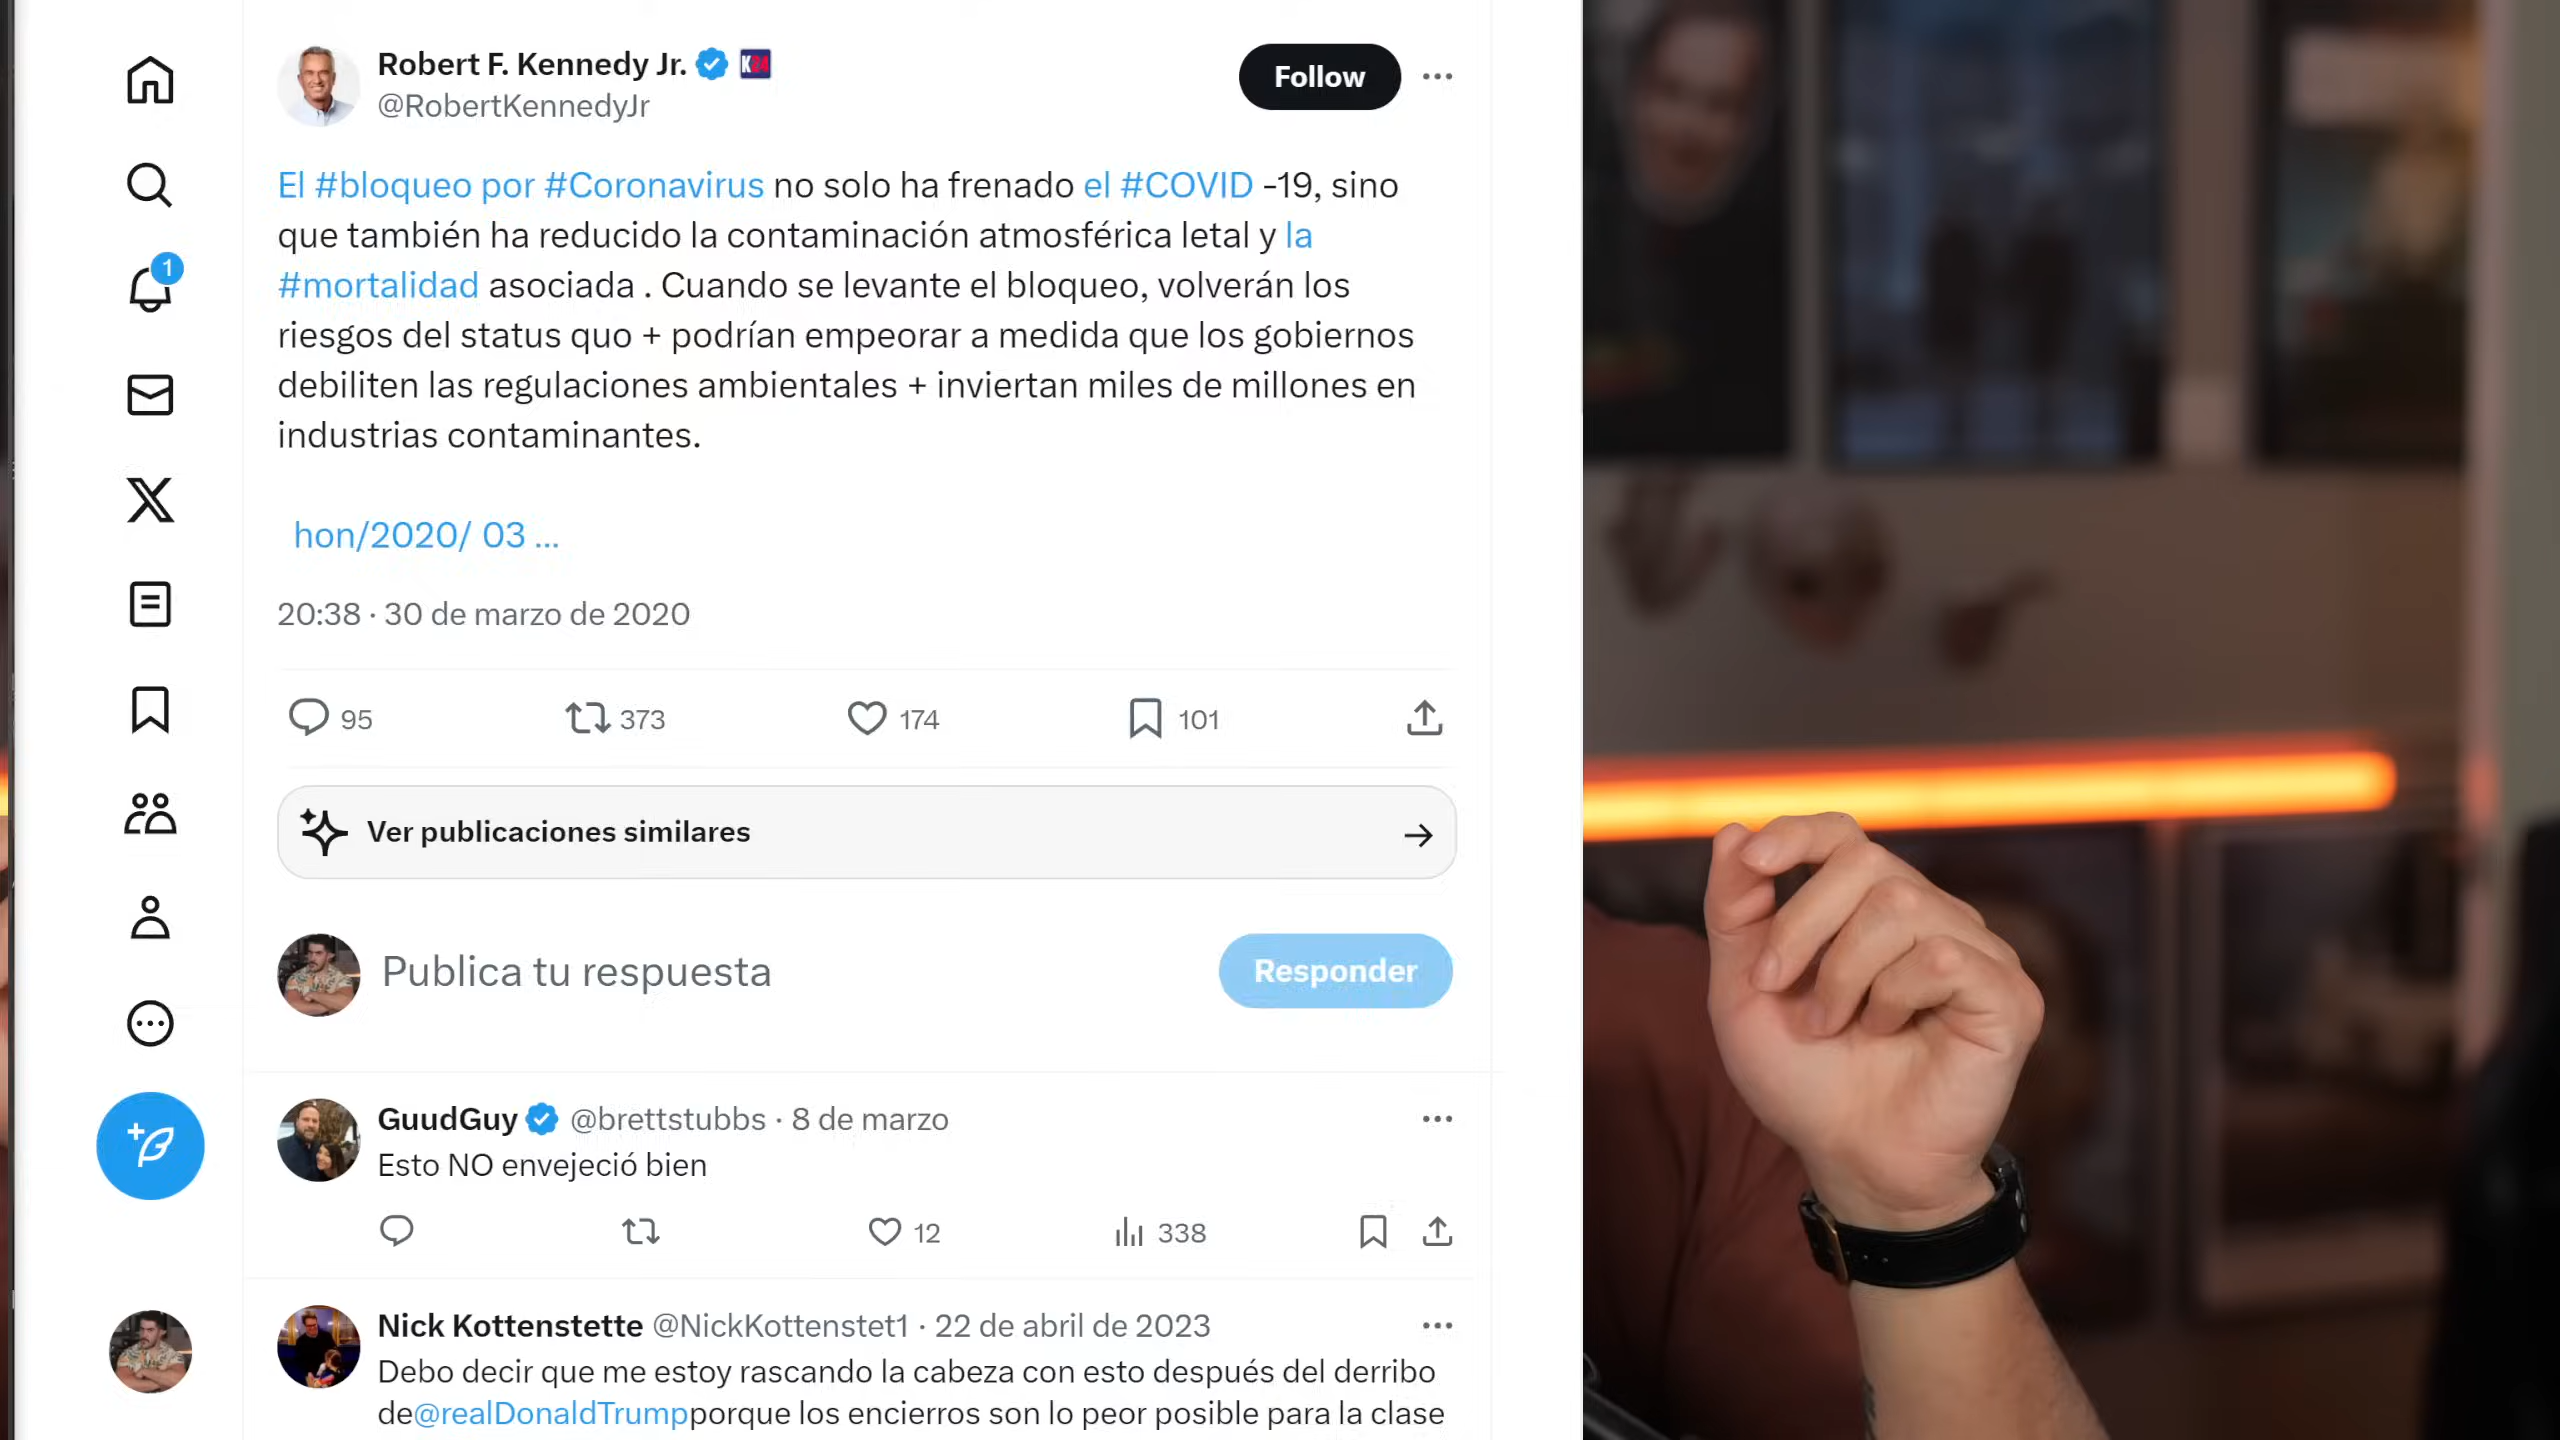 Robert F. Kennedy Jr. K24
@RobertKennedyJr
Follow
El #bloqueo por #Coronavirus no solo ha frenado el #COVID -19, sino
que también ha reducido la contaminación atmosférica letal y la
#mortalidad asociada . Cuando se levante el bloqueo, volverán los
riesgos del status quo + podrían empeorar a medida que los gobiernos
debiliten las regulaciones ambientales + inviertan miles de millones en
industrias contaminantes.
hon/2020/ 03 ...
20:38 · 30 de marzo de 2020
95 373 174 101
Ver publicaciones similares
Publica tu respuesta
Responder
GuudGuy @brettstubbs · 8 de marzo
Esto NO envejeció bien
12 338
Nick Kottenstette @NickKottenstet1 · 22 de abril de 2023
Debo decir que me estoy rascando la cabeza con esto después del derribo
de@realDonaldTrumpporque los encierros son lo peor posible para la clase
1